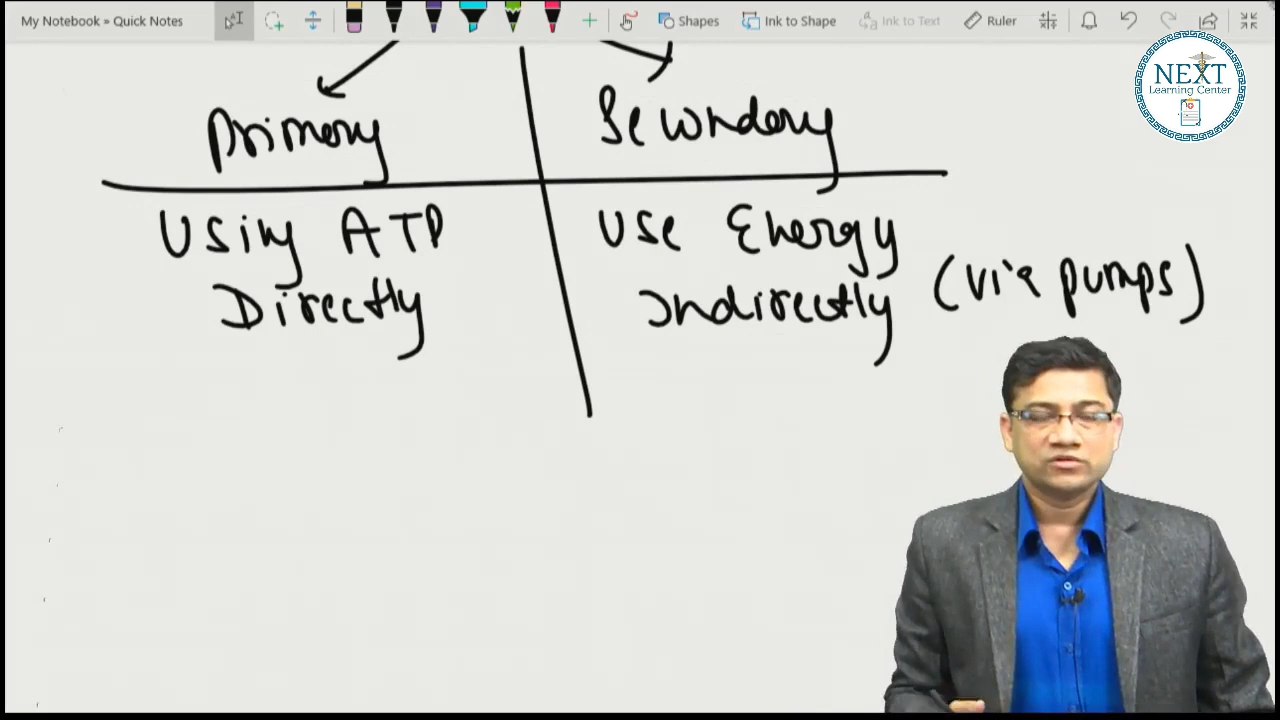 My Notebook » Quick Notes
Shapes
Ink to Shape
Ink to Text
Ruler
NEXT
Learning Center
Primary
Secondary
Using ATP
Directly
Use Energy
Indirectly (via pumps)